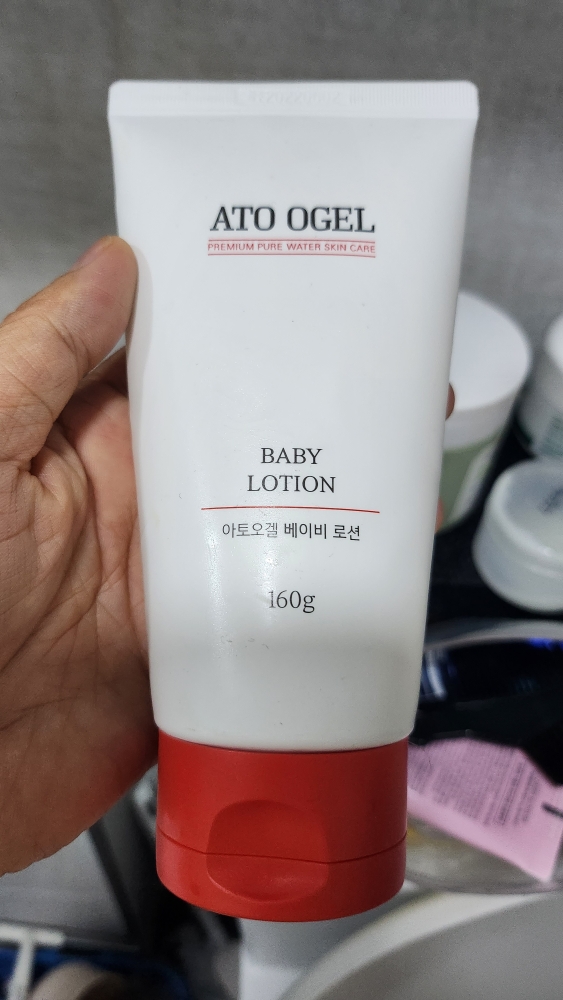 ATO OGEL
PREMIUM PURE WATER SKIN CARE
BABY
LOTION
아토오겔 베이비 로션
160g